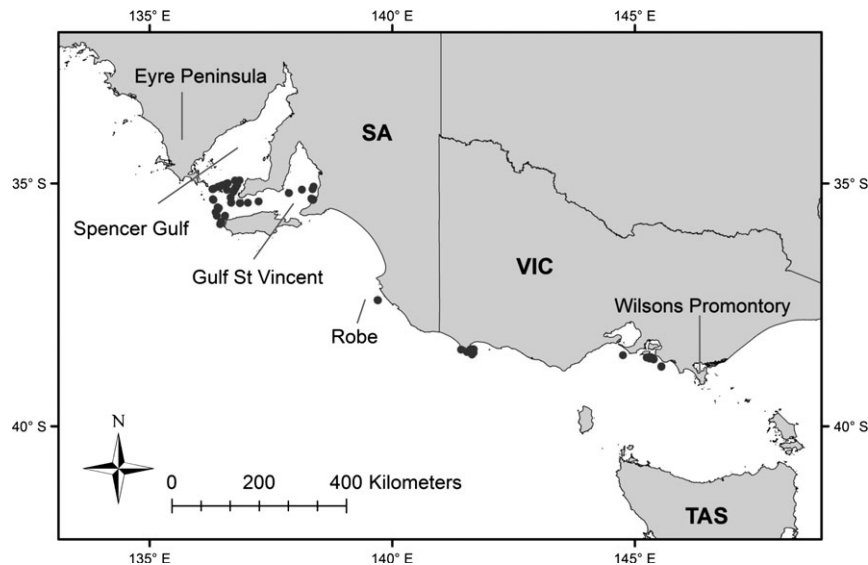 135° E
140° E
145° E
Eyre Peninsula
SA
35° S
35° S
Spencer Gulf
Gulf St Vincent
VIC
Wilsons Promontory
Robe
40° S
40° S
N
0 200 400 Kilometers
TAS
135° E
140° E
145° E